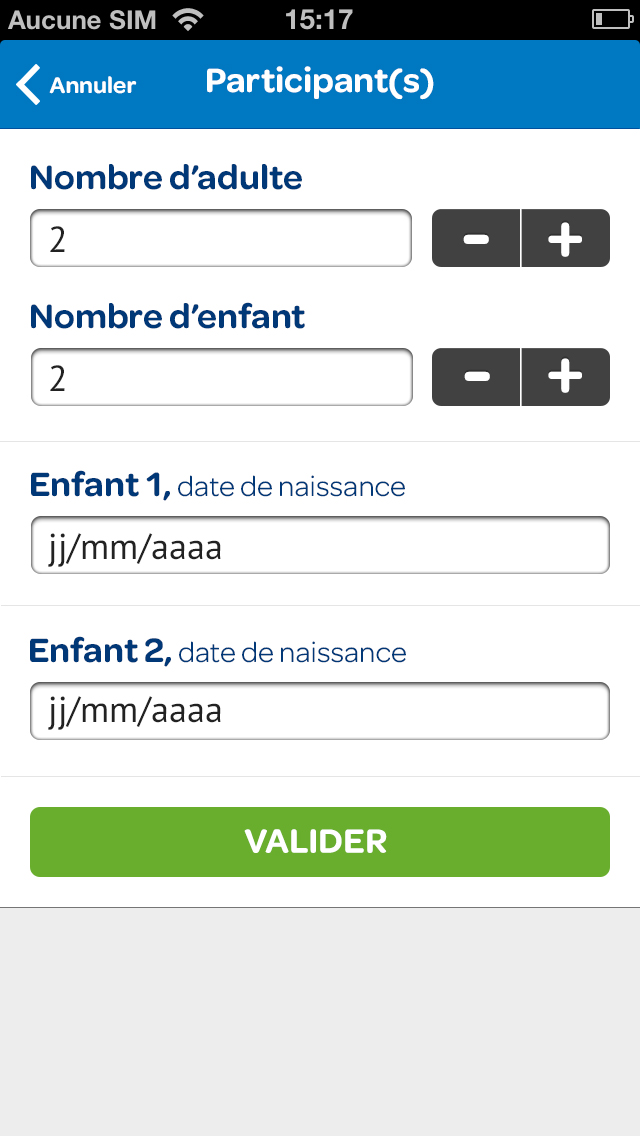 Aucune SIM 15:17
Annuler Participant(s)
Nombre d’adulte
2 - +
Nombre d’enfant
2 - +
Enfant 1, date de naissance
jj/mm/aaaa
Enfant 2, date de naissance
jj/mm/aaaa
VALIDER